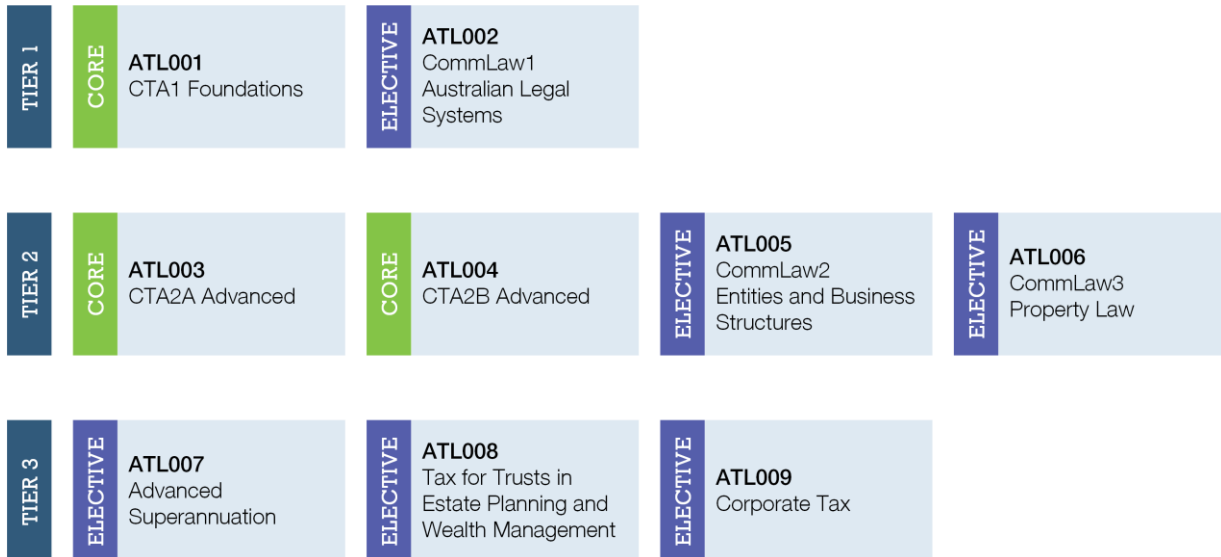 TIER 1
CORE
ATL001
CTA1 Foundations
ELECTIVE
ATL002
CommLaw1
Australian Legal
Systems
TIER 2
CORE
ATL003
CTA2A Advanced
CORE
ATL004
CTA2B Advanced
ELECTIVE
ATL005
CommLaw2
Entities and Business
Structures
ELECTIVE
ATL006
CommLaw3
Property Law
TIER 3
ELECTIVE
ATL007
Advanced
Superannuation
ELECTIVE
ATL008
Tax for Trusts in
Estate Planning and
Wealth Management
ELECTIVE
ATL009
Corporate Tax